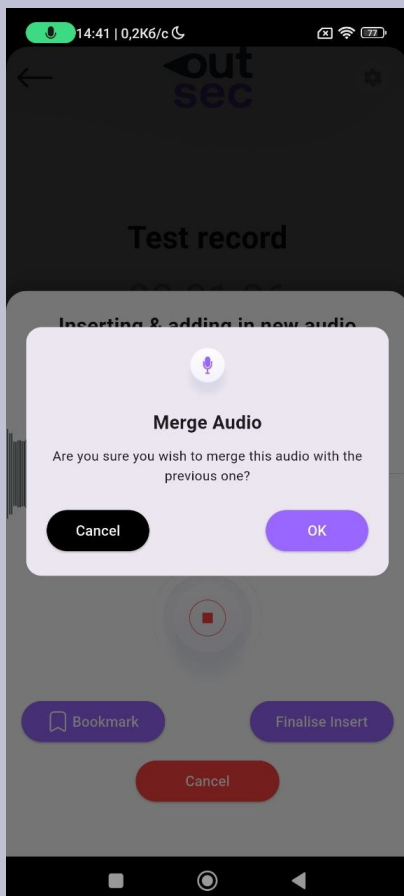 14:41 | 0,2Кб/с
77
out
sec
Test record
Inserting & adding in new audio
Merge Audio
Are you sure you wish to merge this audio with the
previous one?
Cancel
OK
Bookmark
Finalise Insert
Cancel